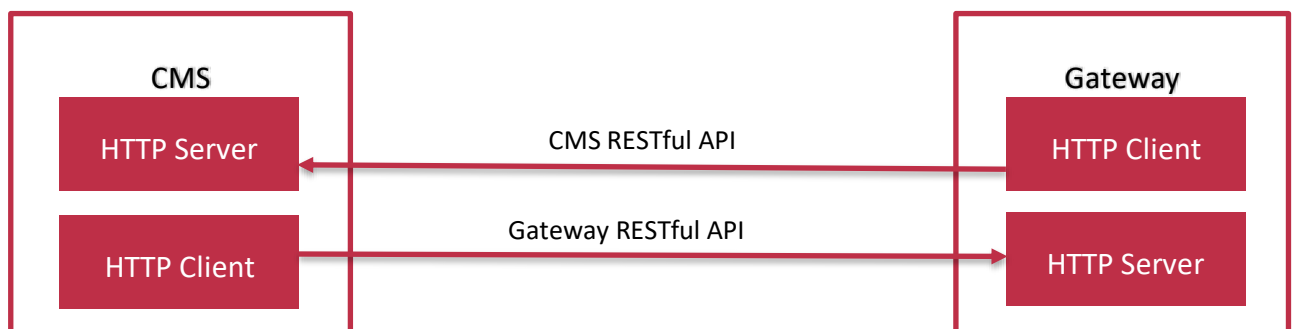 CMS
Gateway
HTTP Server
CMS RESTful API
HTTP Client
Gateway RESTful API
HTTP Client
HTTP Server